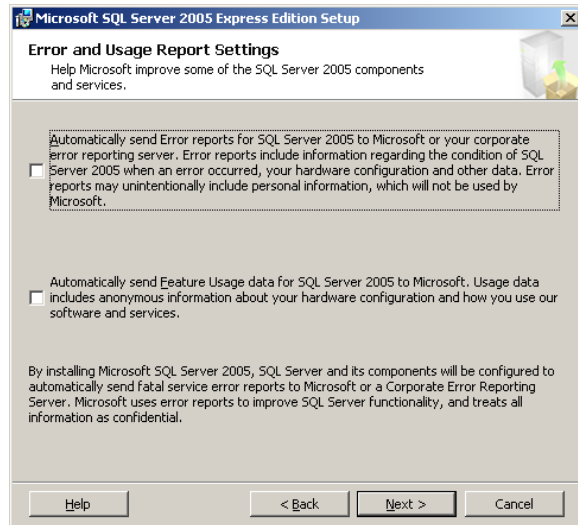 Microsoft SQL Server 2005 Express Edition Setup
Error and Usage Report Settings
Help Microsoft improve some of the SQL Server 2005 components
and services.
Automatically send Error reports for SQL Server 2005 to Microsoft or your corporate
error reporting server. Error reports include information regarding the condition of SQL
Server 2005 when an error occurred, your hardware configuration and other data. Error
reports may unintentionally include personal information, which will not be used by
Microsoft.
Automatically send Feature Usage data for SQL Server 2005 to Microsoft. Usage data
includes anonymous information about your hardware configuration and how you use our
software and services.
By installing Microsoft SQL Server 2005, SQL Server and its components will be configured to
automatically send fatal service error reports to Microsoft or a Corporate Error Reporting
Server. Microsoft uses error reports to improve SQL Server functionality, and treats all
information as confidential.
Help < Back Next > Cancel